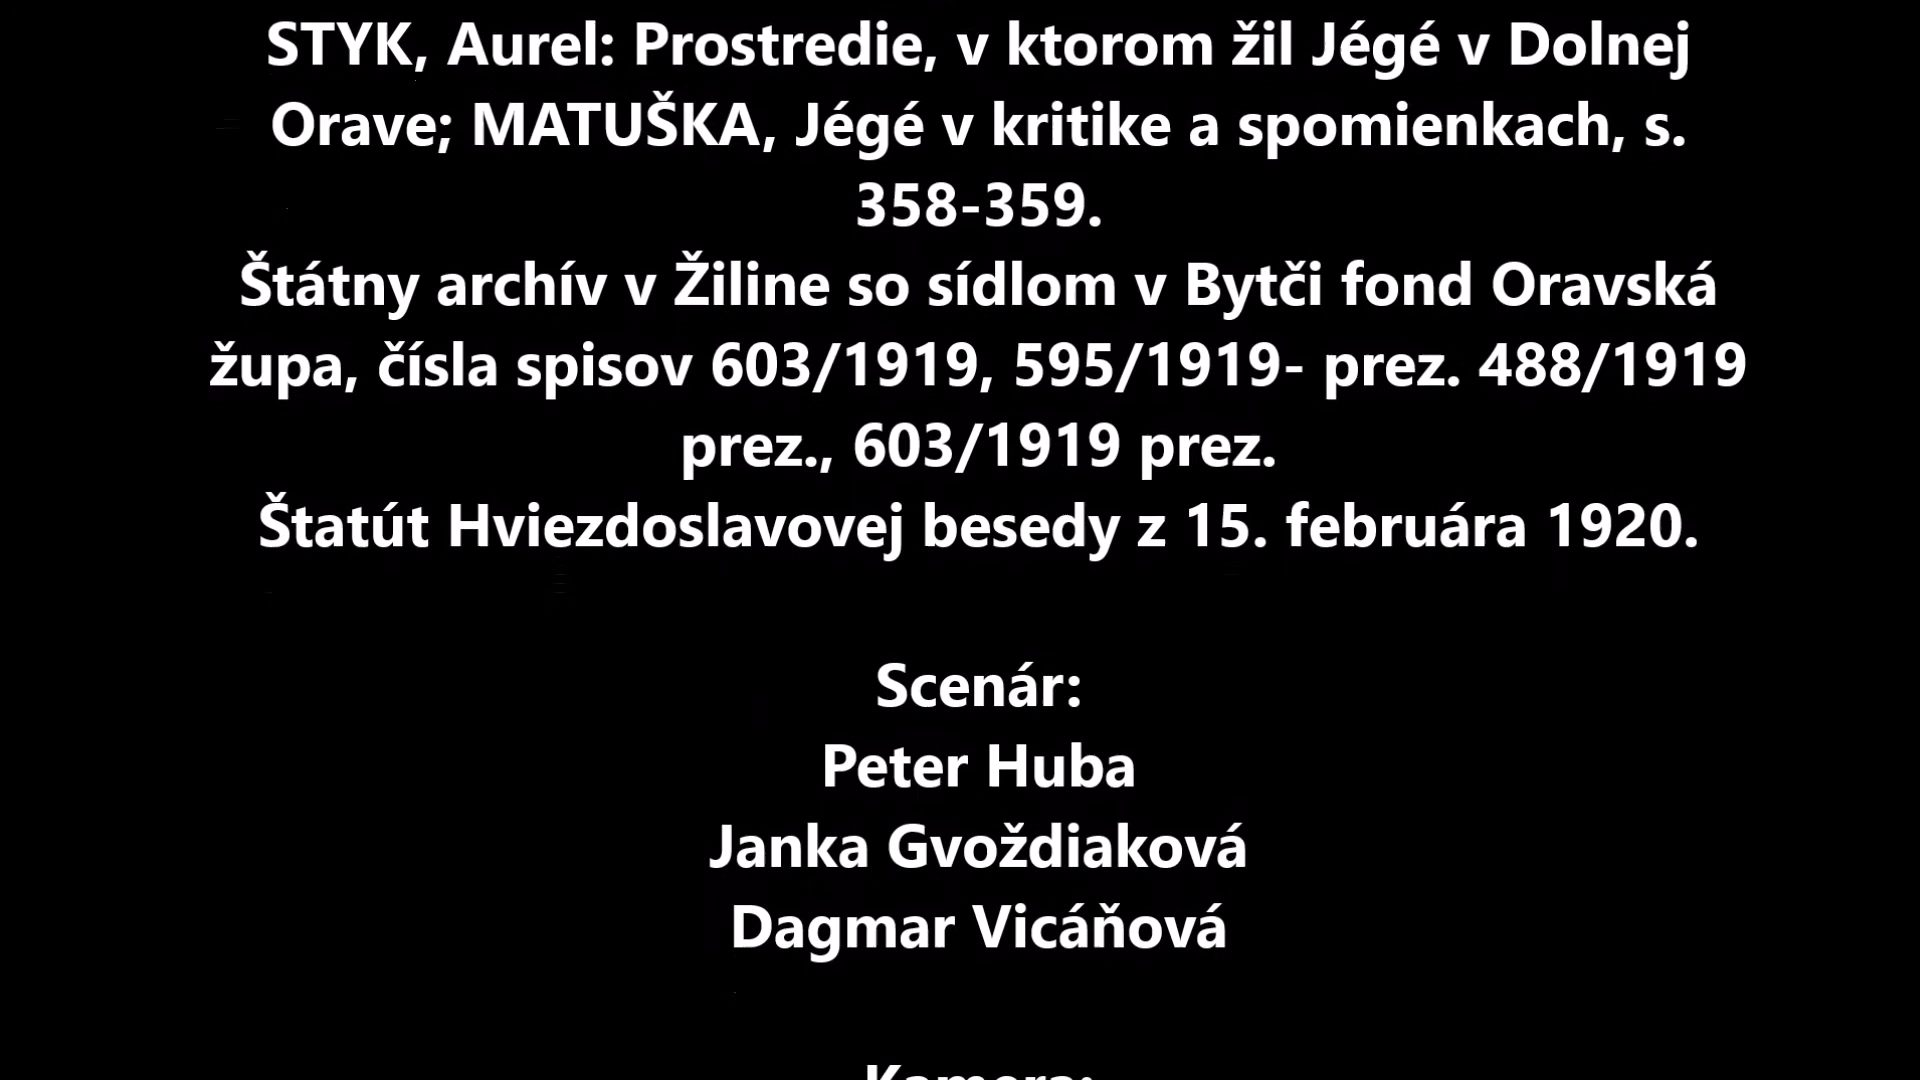 STYK, Aurel: Prostredie, v ktorom žil Jégé v Dolnej
Orave; MATUŠKA, Jégé v kritike a spomienkach, s.
358-359.
Štátny archív v Žiline so sídlom v Bytči fond Oravská
župa, čísla spisov 603/1919, 595/1919- prez. 488/1919
prez., 603/1919 prez.
Štatút Hviezdoslavovej besedy z 15. februára 1920.
Scenár:
Peter Huba
Janka Gvoždiaková
Dagmar Vicáňová
Kamera: